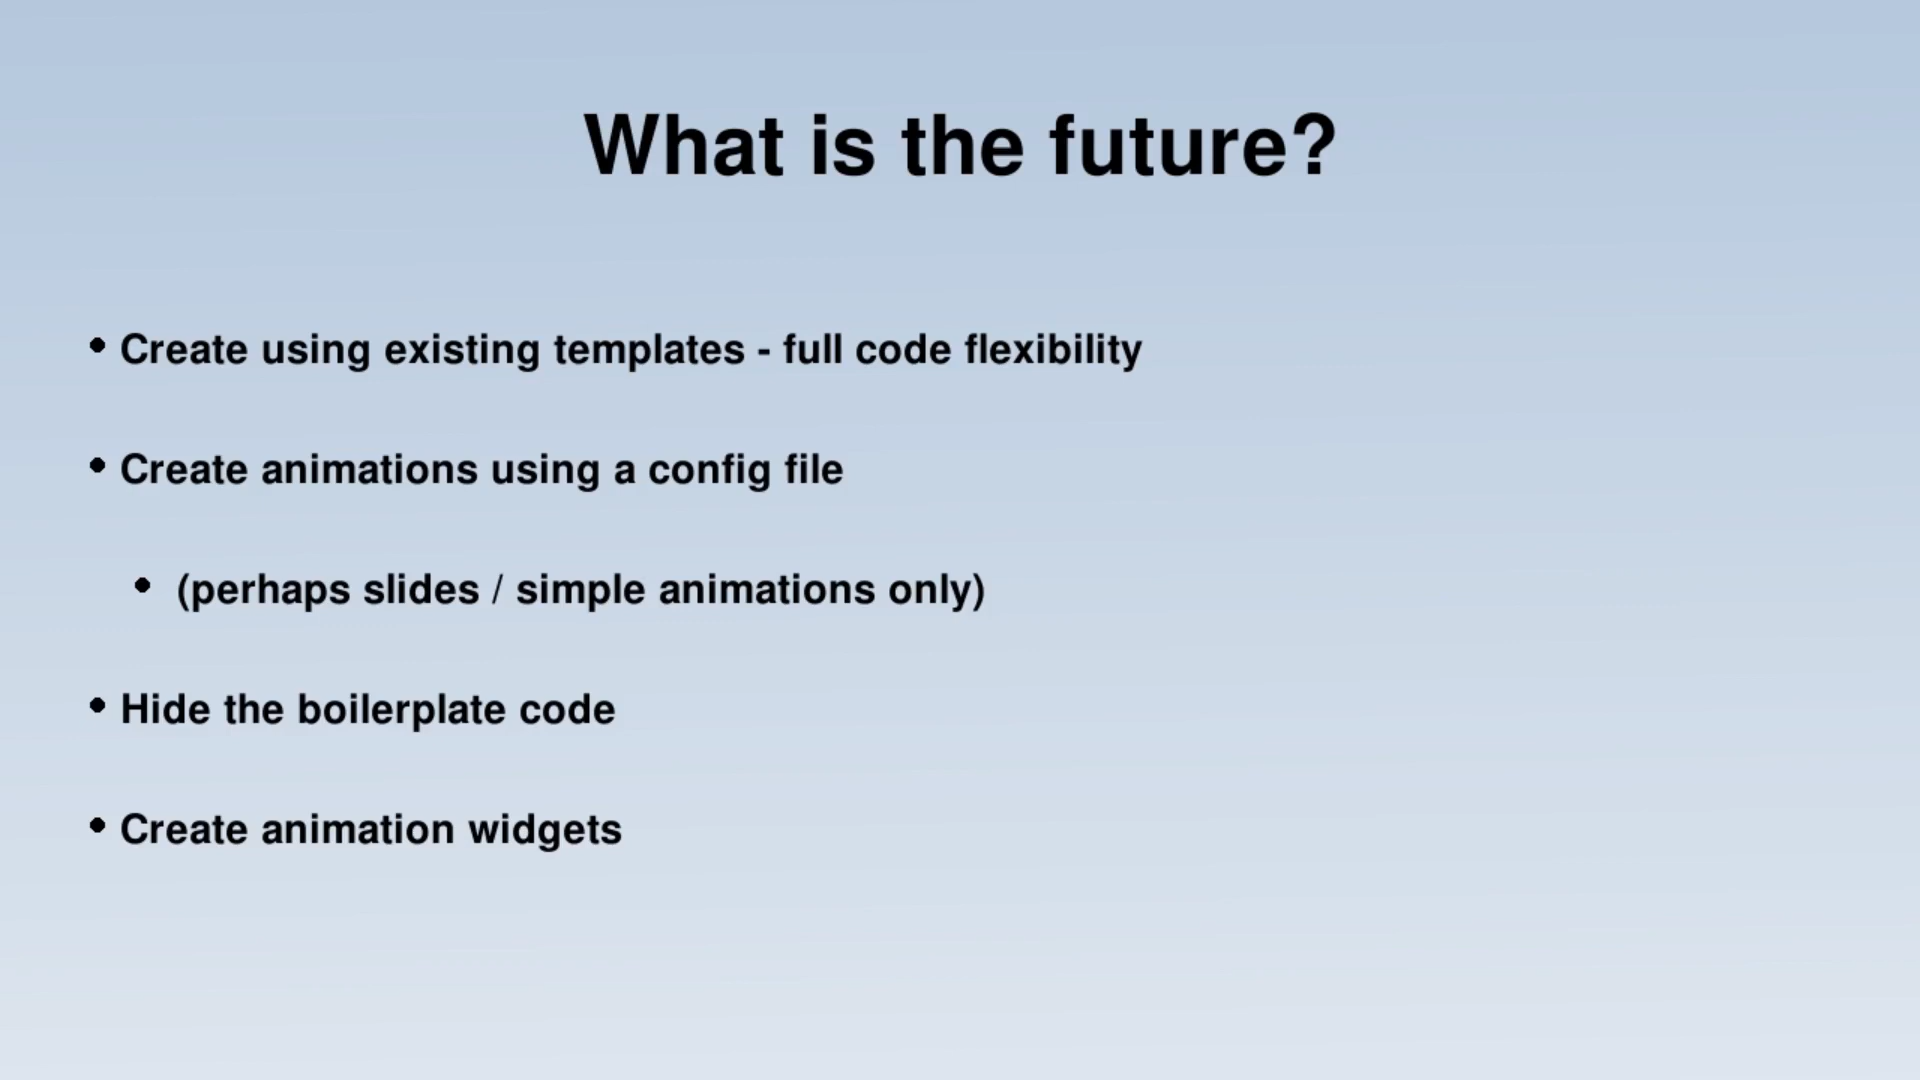 What is the future?
• Create using existing templates - full code flexibility
• Create animations using a config file
• (perhaps slides / simple animations only)
• Hide the boilerplate code
• Create animation widgets